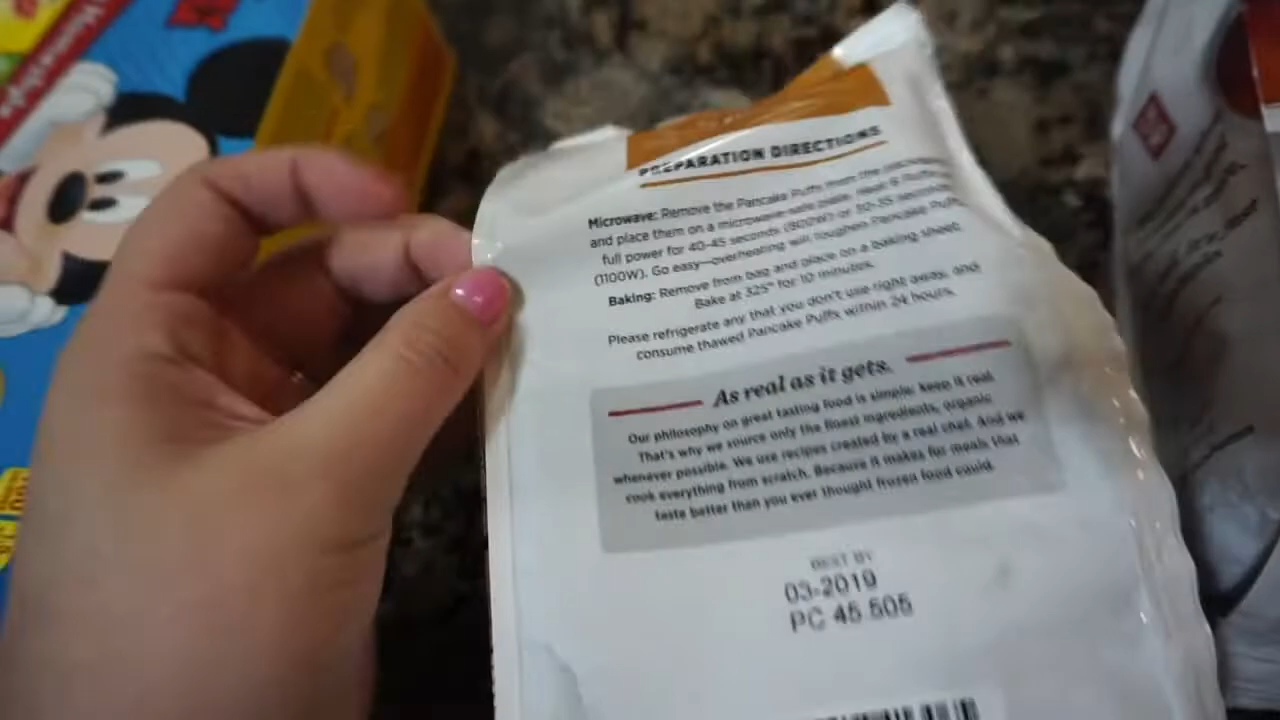 PREPARATION DIRECTIONS
Microwave: Remove the Pancake Puffs from the
and place them on a microwave-safe plate. Heat 6 Puffs
full power for 40-45 seconds (900W) or 30-35 seconds
(1100W). Go easy—overheating will toughen Pancake Puffs.
Baking: Remove from bag and place on a baking sheet.
Bake at 325° for 10 minutes.
Please refrigerate any that you don't use right away, and
consume thawed Pancake Puffs within 24 hours.
As real as it gets.
Our philosophy on great tasting food is simple: keep it real.
That's why we source only the finest ingredients, organic
whenever possible. We use recipes created by a real chef. And we
cook everything from scratch. Because it makes for meals that
taste better than you ever thought frozen food could.
BEST BY
03-2019
PC 45 505